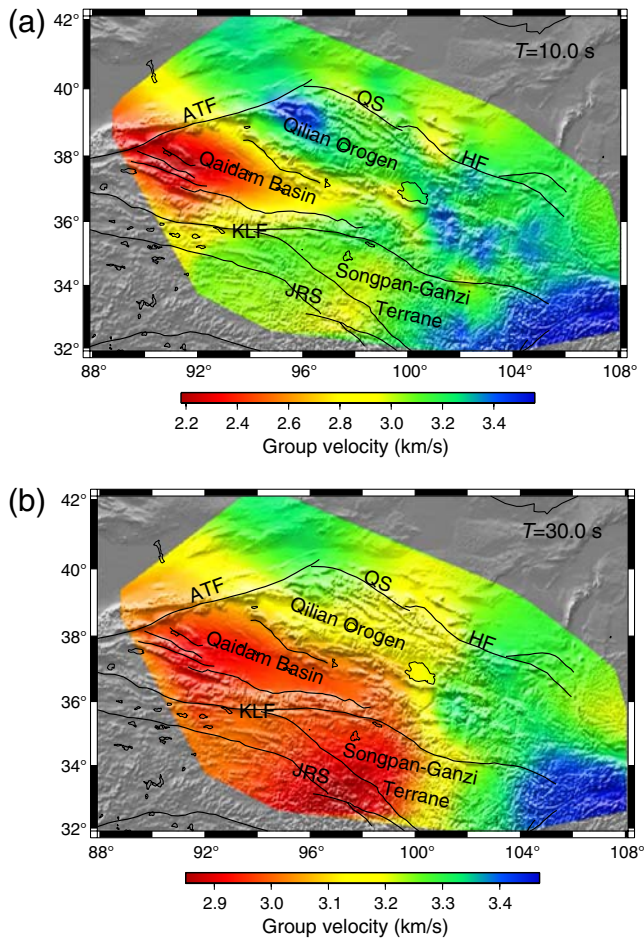 (a)
42°
40°
38°
36°
34°
32°
T=10.0 s
ATF
QS
Qilian Orogen
HF
Qaidam Basin
KLF
Songpan-Ganzi
JRS
Terrane
88° 92° 96° 100° 104° 108°
2.2 2.4 2.6 2.8 3.0 3.2 3.4
Group velocity (km/s)
(b)
42°
40°
38°
36°
34°
32°
T=30.0 s
ATF
QS
Qilian Orogen
HF
Qaidam Basin
KLF
Songpan-Ganzi
JRS
Terrane
88° 92° 96° 100° 104° 108°
2.9 3.0 3.1 3.2 3.3 3.4
Group velocity (km/s)